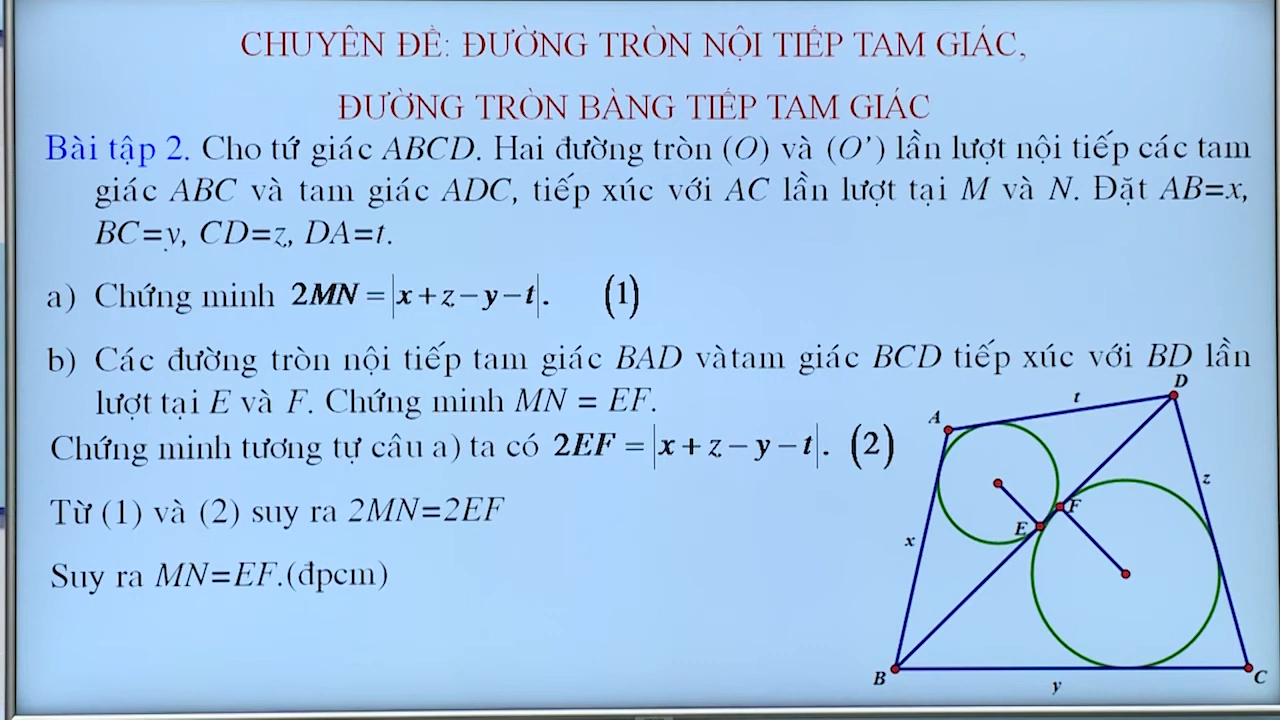 CHUYÊN ĐỀ: ĐƯỜNG TRÒN NỘI TIẾP TAM GIÁC,
ĐƯỜNG TRÒN BÀNG TIẾP TAM GIÁC
Bài tập 2. Cho tứ giác ABCD. Hai đường tròn (O) và (O') lần lượt nội tiếp các tam
giác ABC và tam giác ADC, tiếp xúc với AC lần lượt tại M và N. Đặt AB=x,
BC=y, CD=z, DA=t.
a) Chứng minh 2MN = |x + z − y − t|. (1)
b) Các đường tròn nội tiếp tam giác BAD vàtam giác BCD tiếp xúc với BD lần
lượt tại E và F. Chứng minh MN = EF.
Chứng minh tương tự câu a) ta có 2EF = |x + z − y − t|. (2)
Từ (1) và (2) suy ra 2MN=2EF
Suy ra MN=EF.(đpcm)
D
t
A
z
F
E
x
B
C
y